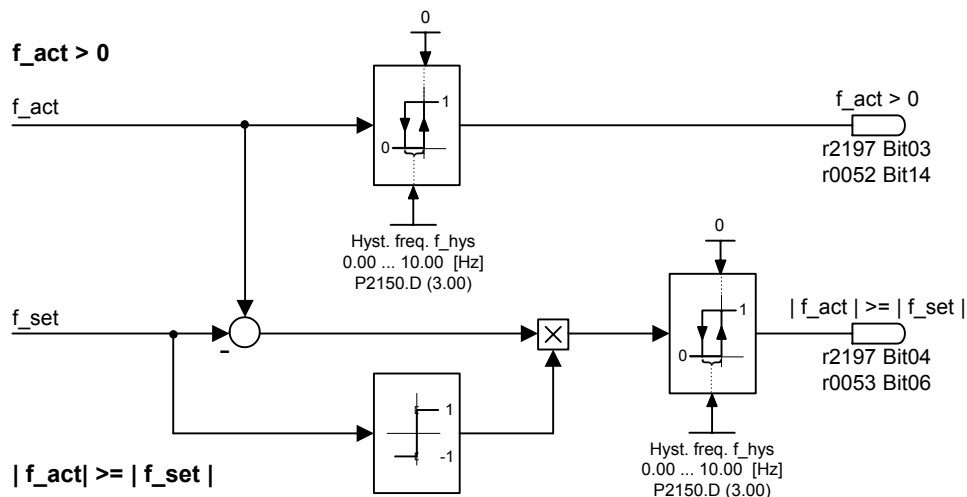 0
f_act > 0
f_act
1
0
f_act > 0
r2197 Bit03
r0052 Bit14
Hyst. freq. f_hys
0.00 ... 10.00 [Hz]
P2150.D (3.00)
0
f_set
-
1
0
| f_act | >= | f_set |
r2197 Bit04
r0053 Bit06
1
-1
Hyst. freq. f_hys
0.00 ... 10.00 [Hz]
P2150.D (3.00)
| f_act| >= | f_set |